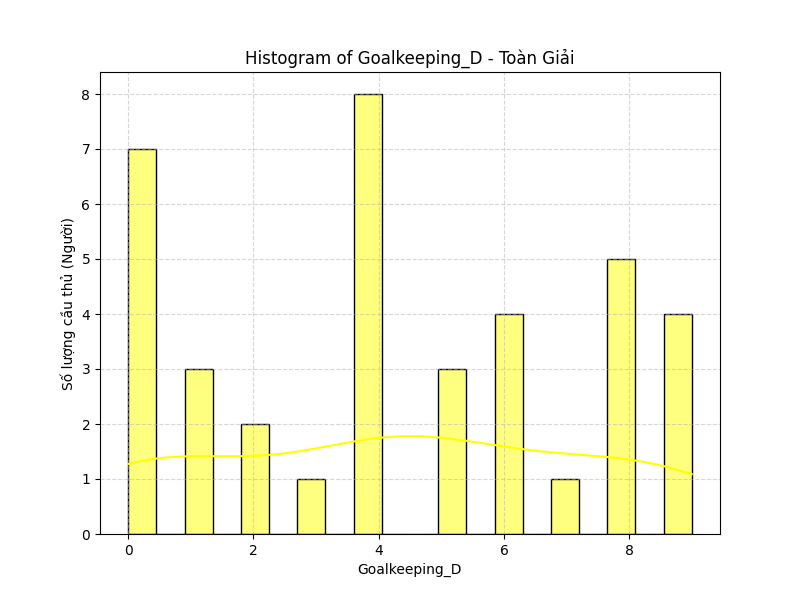 Histogram of Goalkeeping_D - Toàn Giải
8
7
6
5
4
3
2
1
0
Số lượng cầu thủ (Người)
0 2 4 6 8
Goalkeeping_D